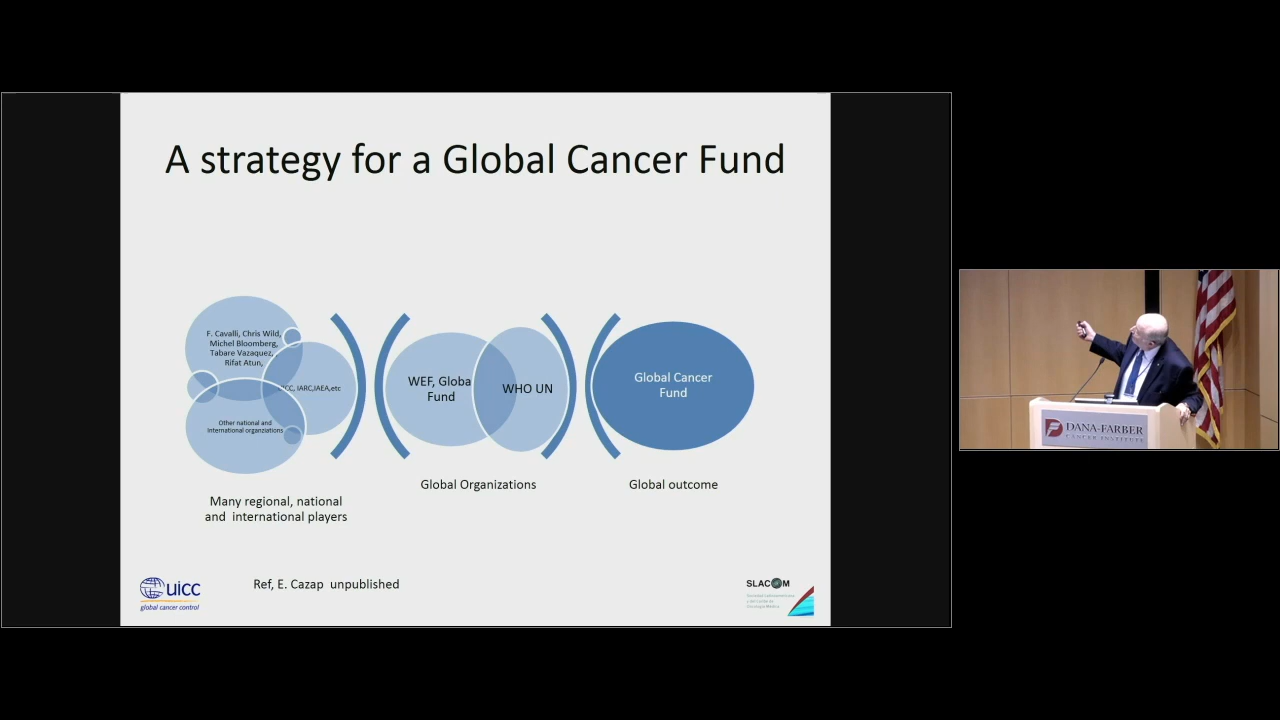 A strategy for a Global Cancer Fund
F. Cavalli, Chris Wild,
Michel Bloomberg,
Tabare Vazaquez,
Rifat Atun,
CC, IARC,IAEA,etc
Other national and
International organziations
WEF, Globa
Fund
WHO UN
Global Cancer
Fund
Many regional, national
and international players
Global Organizations
Global outcome
uicc
global cancer control
Ref, E. Cazap unpublished
SLACOM
DANA-FARBER
CANCER INSTITUTE